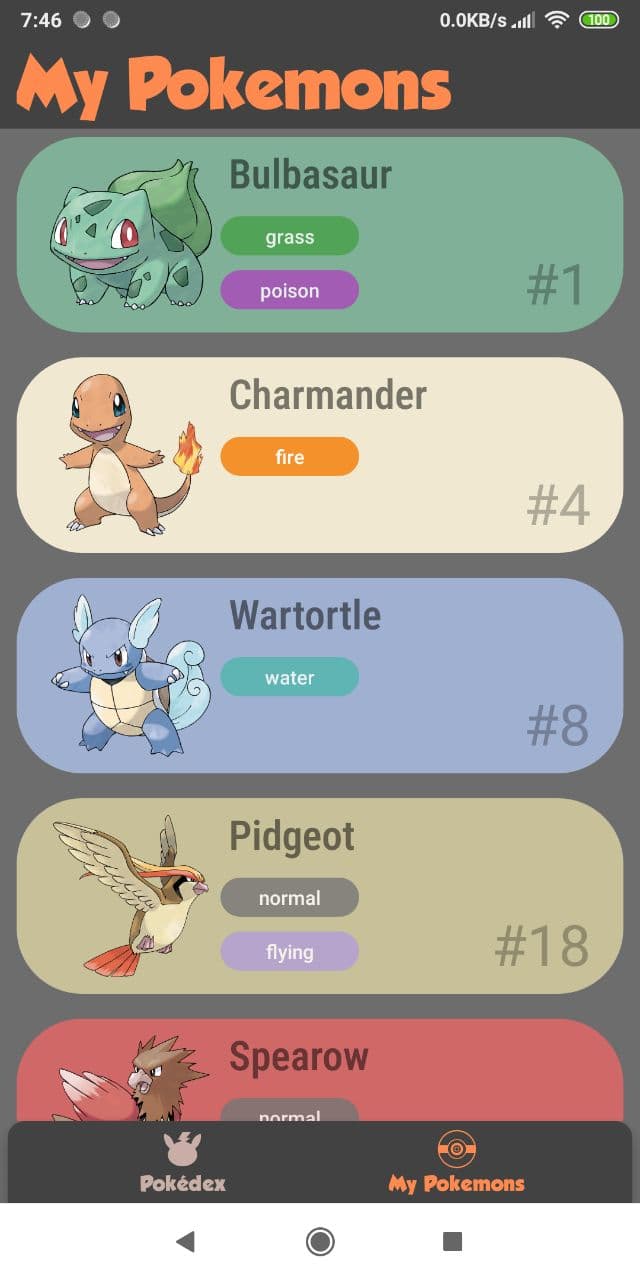 7:46 0.0KB/s 100
My Pokemons
Bulbasaur
grass
poison
#1
Charmander
fire
#4
Wartortle
water
#8
Pidgeot
normal
flying
#18
Spearow
normal
Pokédex My Pokemons